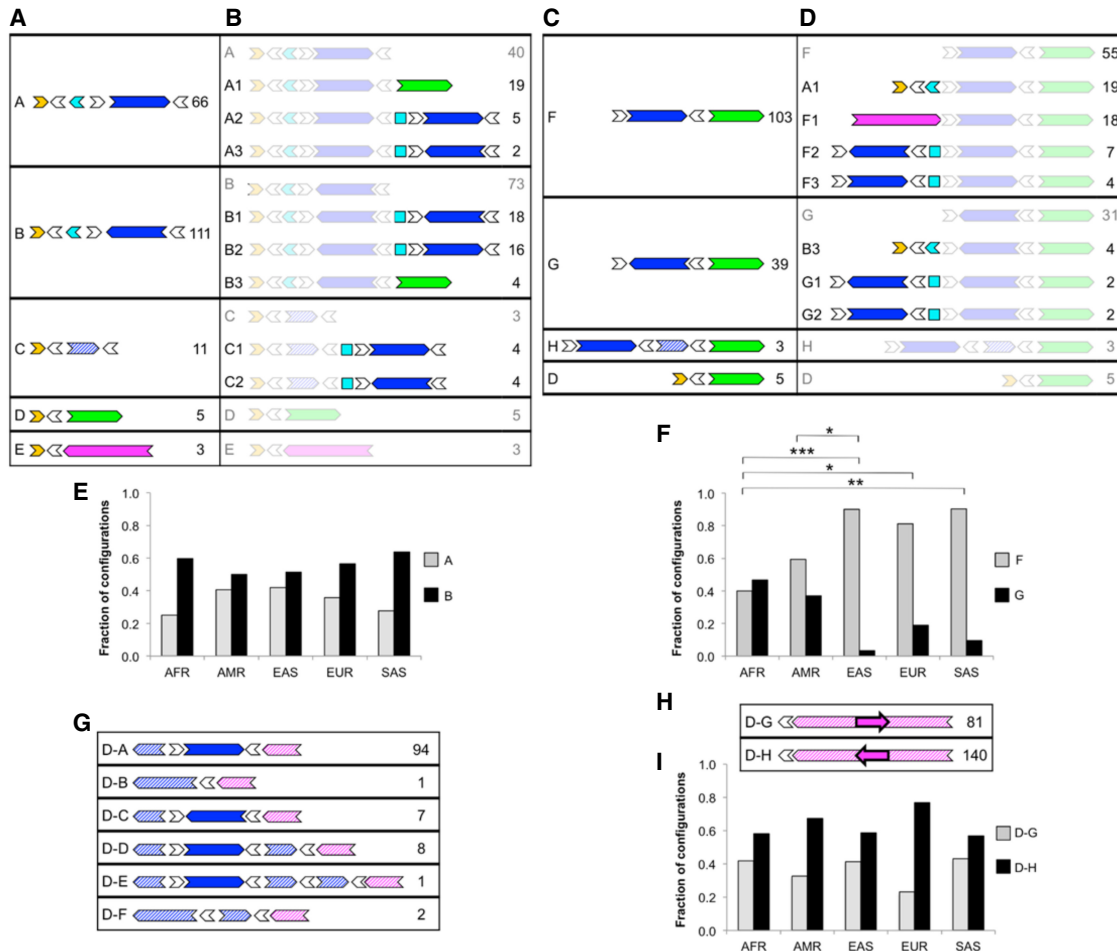 A
B
A 66
B 111
C 11
D 5
E 3
A 40
A1 19
A2 5
A3 2
B 73
B1 18
B2 16
B3 4
C 3
C1 4
C2 4
D 5
E 3
C
D
F 103
G 39
H 3
D 5
F 55
A1 19
F1 18
F2 7
F3 4
G 31
B3 4
G1 2
G2 2
H 3
D 5
E
Fraction of configurations
1.0
0.8
0.6
0.4
0.2
0.0
AFR AMR EAS EUR SAS
A
B
F
*
***
*
**
Fraction of configurations
1.0
0.8
0.6
0.4
0.2
0.0
AFR AMR EAS EUR SAS
F
G
G
D-A 94
D-B 1
D-C 7
D-D 8
D-E 1
D-F 2
H
D-G 81
D-H 140
I
Fraction of configurations
1.0
0.8
0.6
0.4
0.2
0
AFR AMR EAS EUR SAS
D-G
D-H